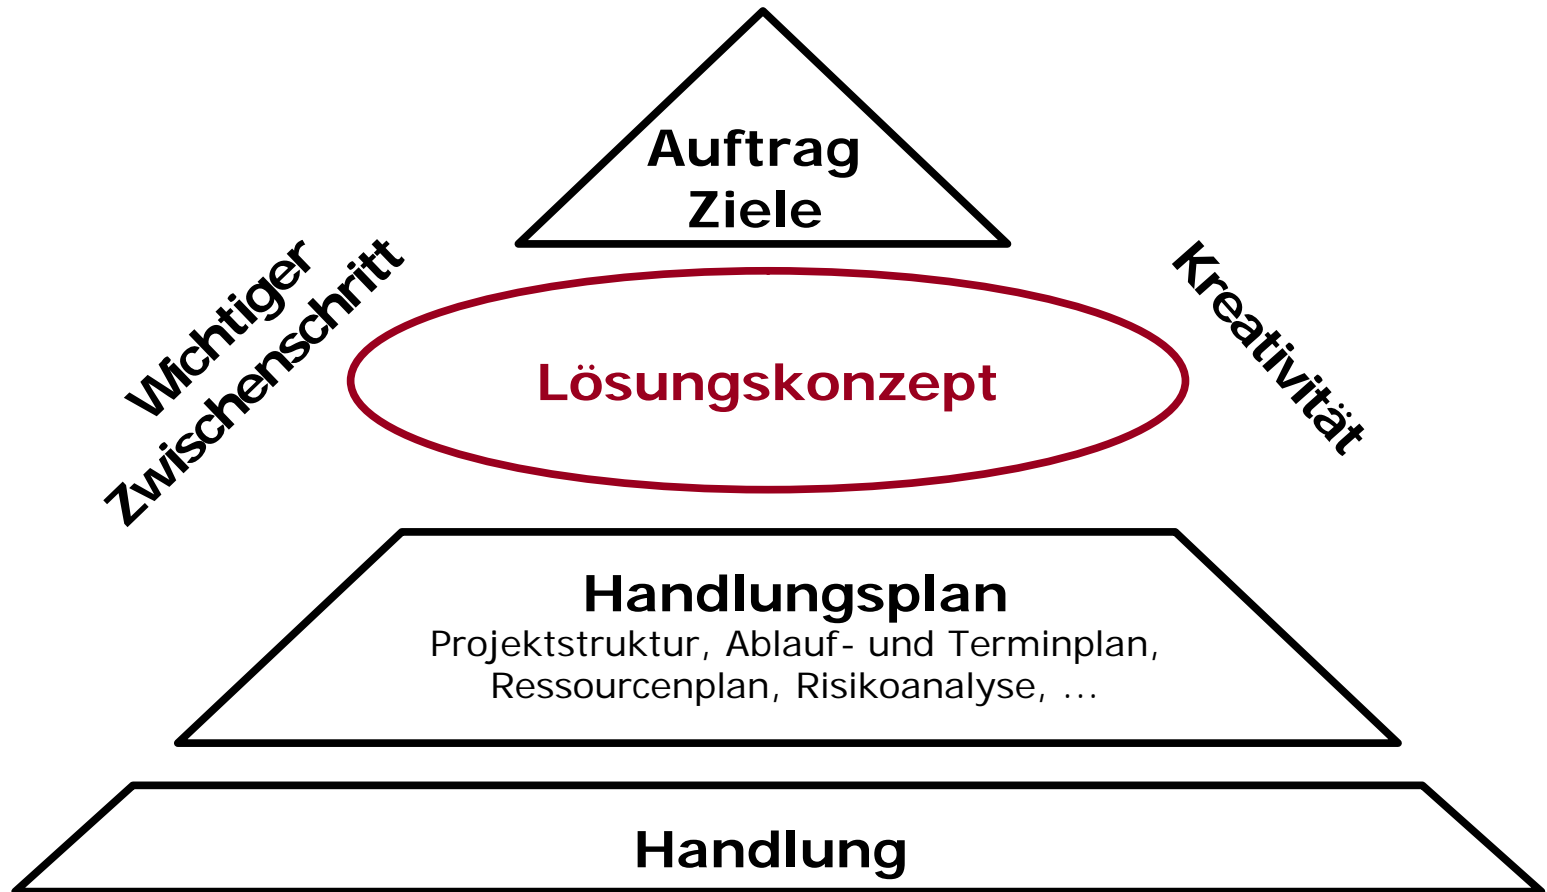 Auftrag
Ziele
Wichtiger
Zwischenschritt
Kreativität
Lösungskonzept
Handlungsplan
Projektstruktur, Ablauf- und Terminplan,
Ressourcenplan, Risikoanalyse, ...
Handlung